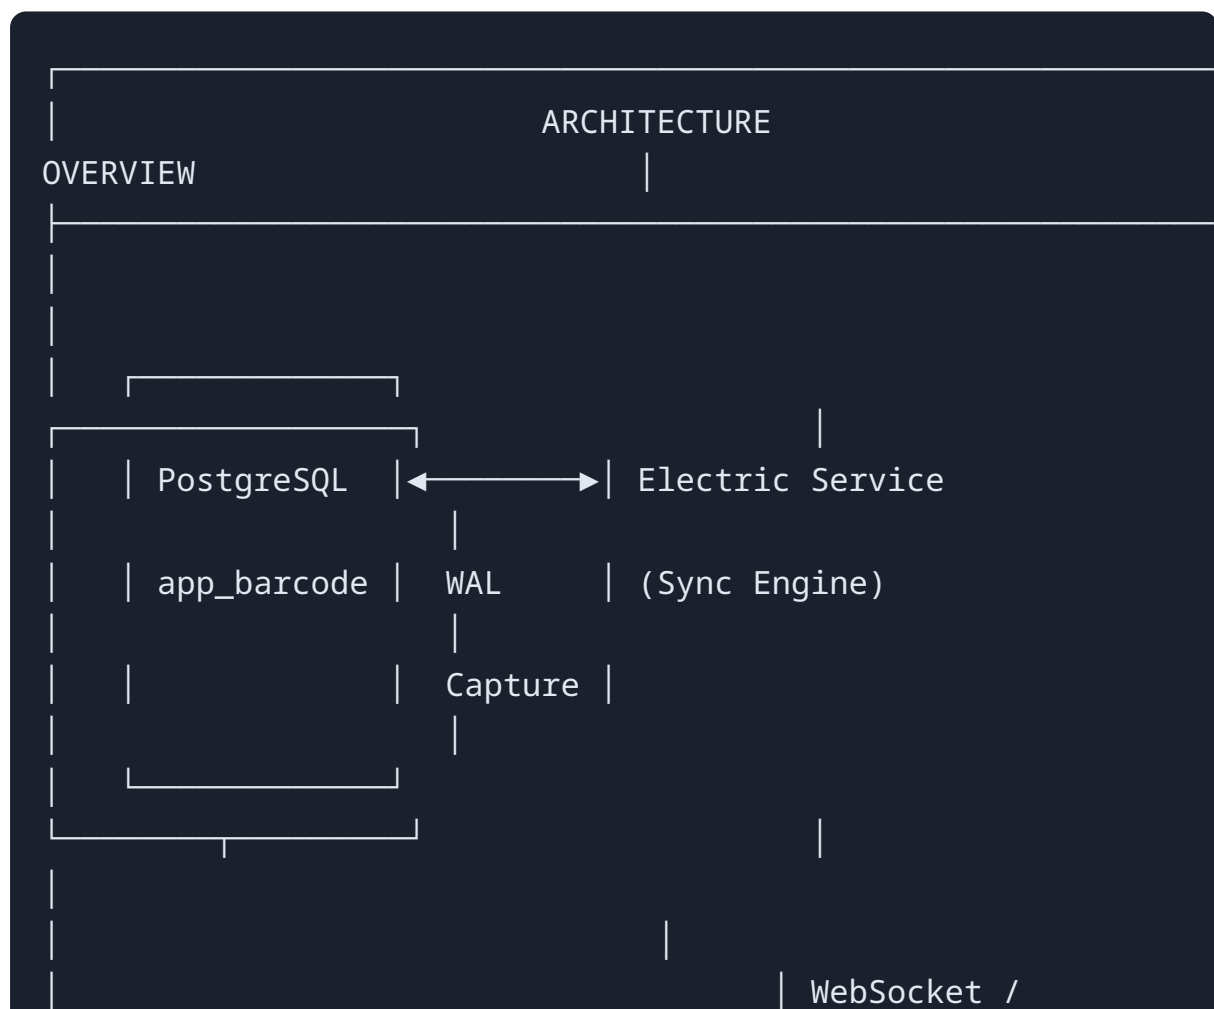 ARCHITECTURE
OVERVIEW
PostgreSQL Electric Service
app_barcode WAL (Sync Engine)
Capture
WebSocket /